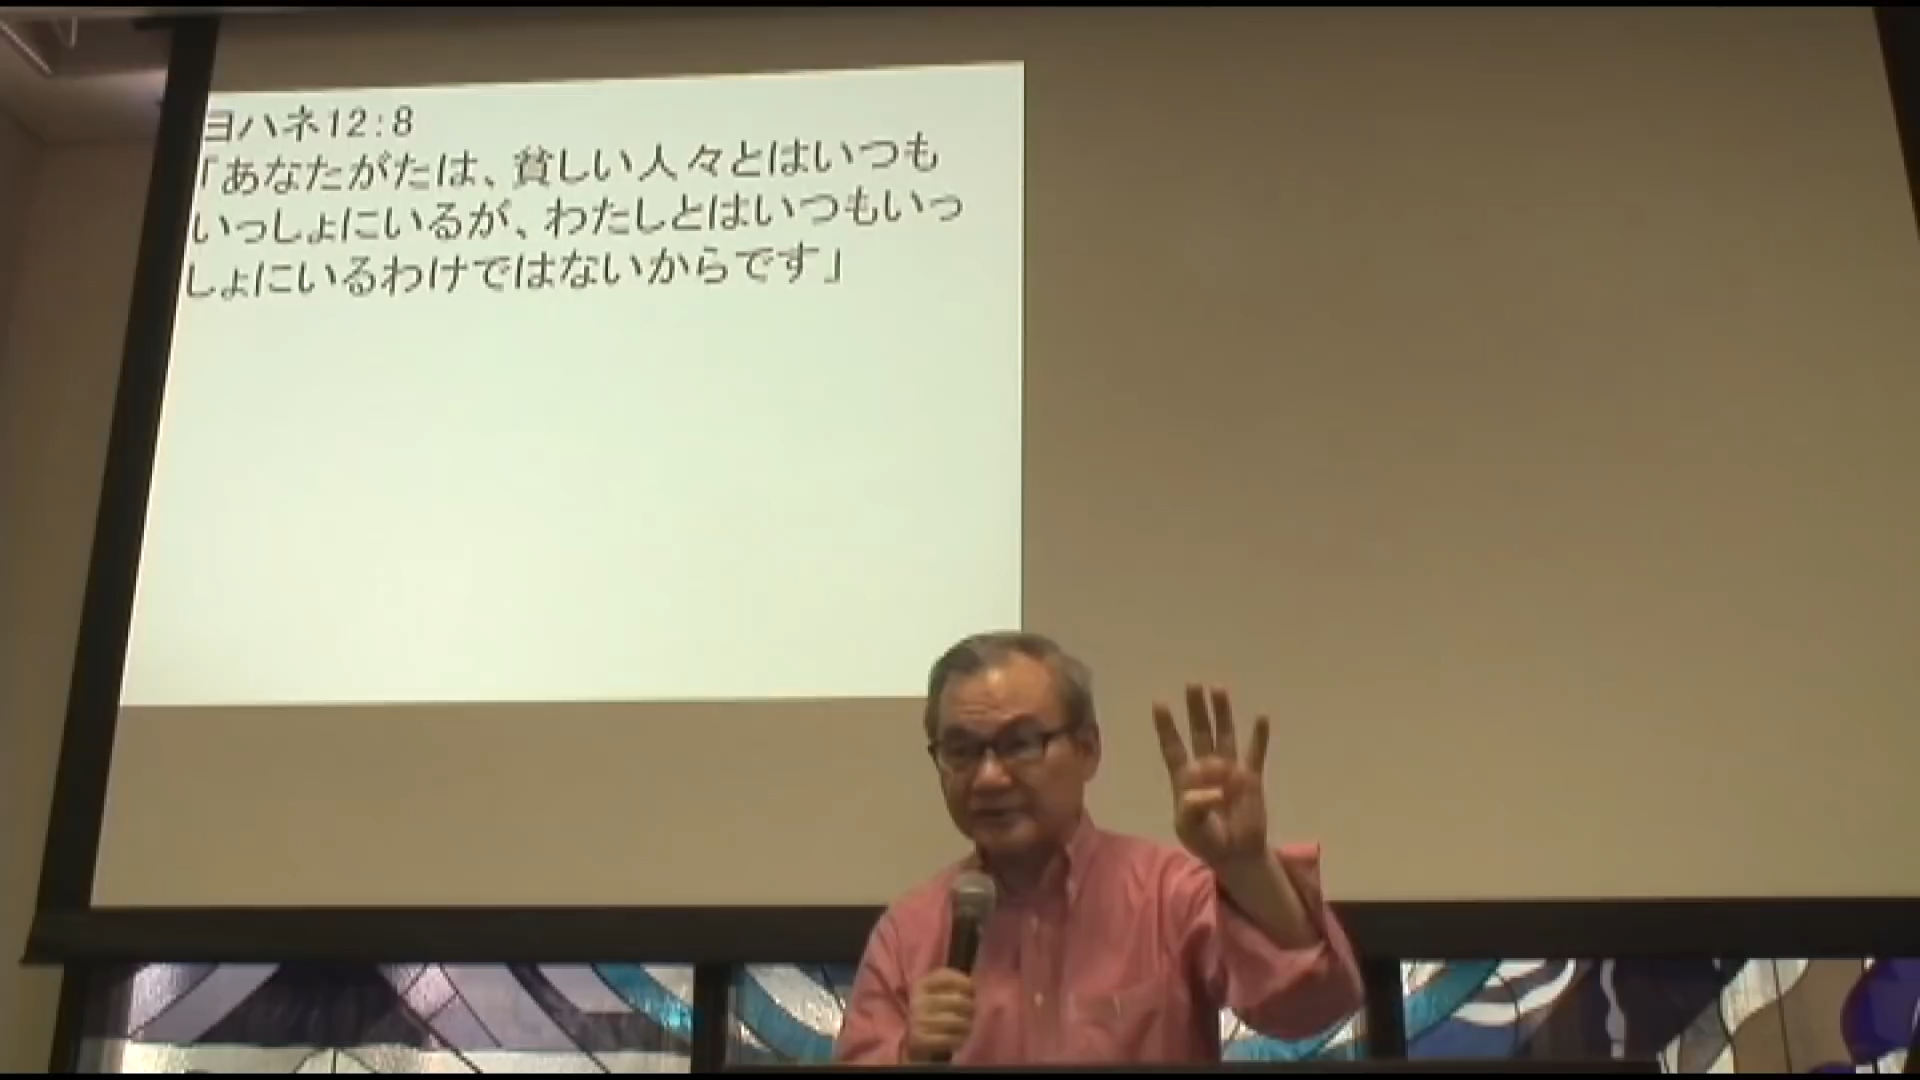 ヨハネ12:8
「あなたがたは、貧しい人々とはいつも
いっしょにいるが、わたしとはいつもいっ
しょにいるわけではないからです」